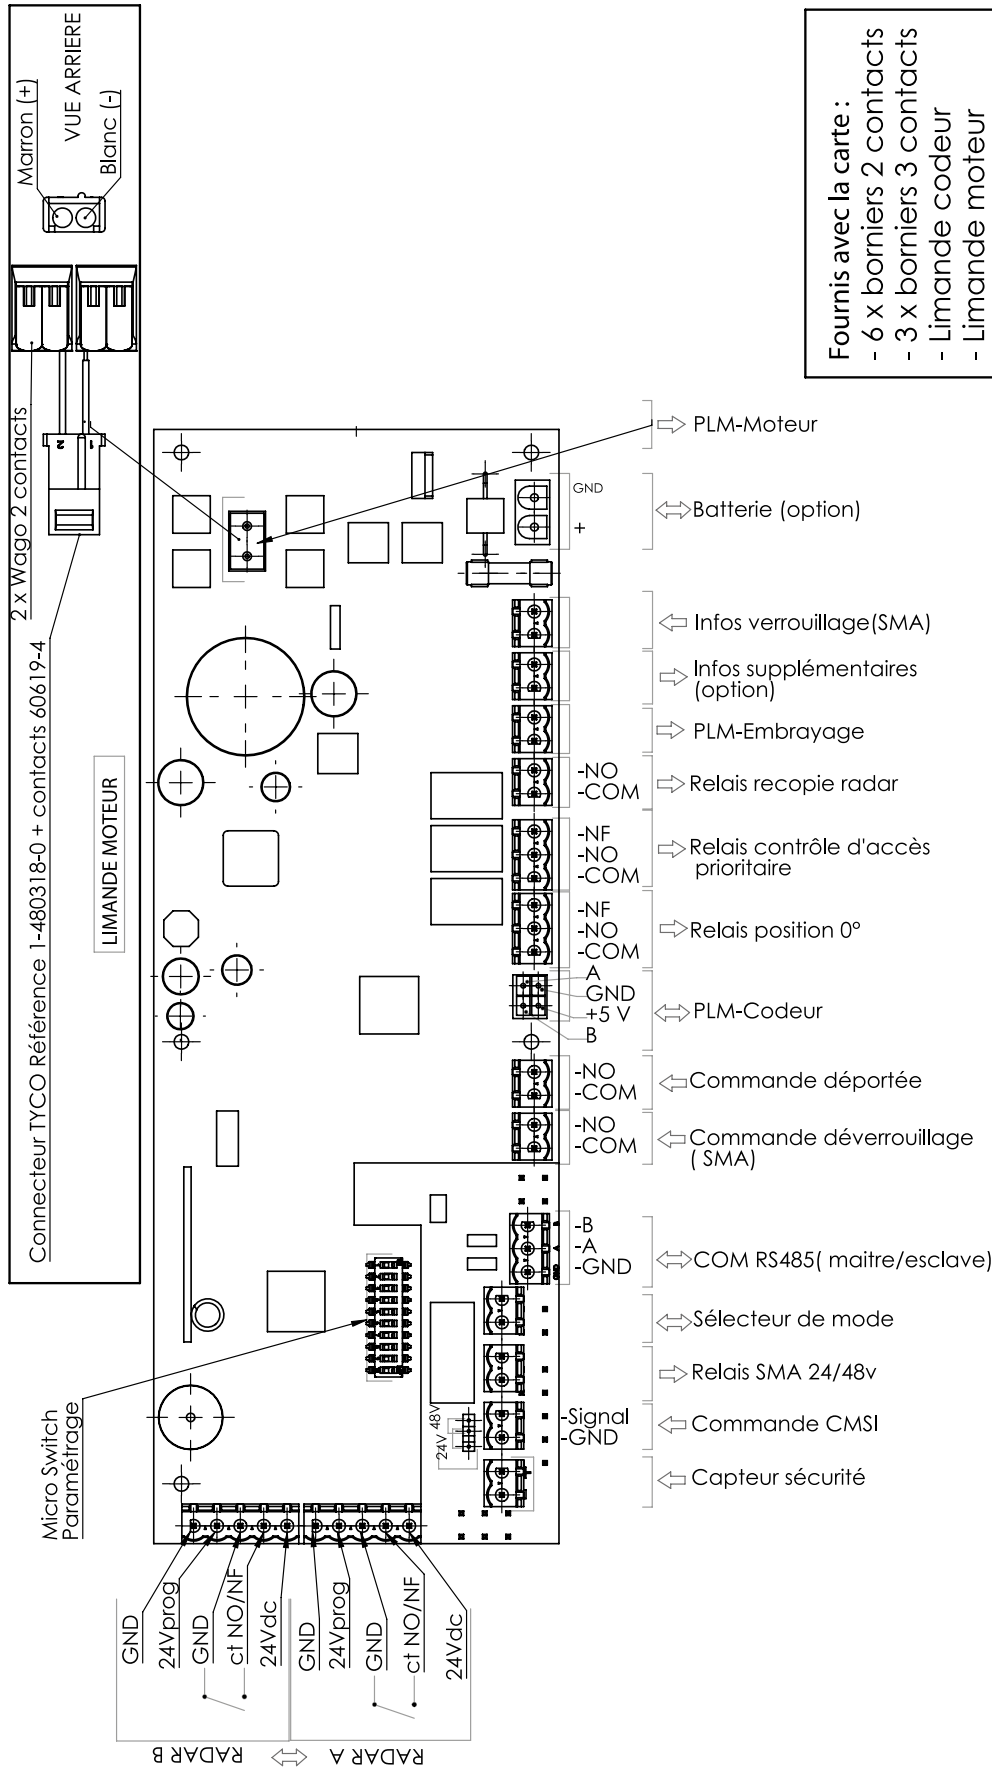 Marron (+)
VUE ARRIERE
Blanc (-)
2 x Wago 2 contacts
2
1
Connecteur TYCO Référence 1-480318-0 + contacts 60619-4
LIMANDE MOTEUR
Fournis avec la carte :
- 6 x borniers 2 contacts
- 3 x borniers 3 contacts
- Limande codeur
- Limande moteur
PLM-Moteur
GND
+
Batterie (option)
Infos verrouillage(SMA)
Infos supplémentaires
(option)
PLM-Embrayage
-NO
-COM
Relais recopie radar
-NF
-NO
-COM
Relais contrôle d'accès
prioritaire
-NF
-NO
-COM
Relais position 0°
A
GND
+5 V
B
PLM-Codeur
-NO
-COM
Commande déportée
-NO
-COM
Commande déverrouillage
( SMA)
B
A
GND
-B
-A
-GND
COM RS485( maitre/esclave)
Sélecteur de mode
Relais SMA 24/48v
24V 48V
-Signal
-GND
Commande CMSI
Capteur sécurité
Micro Switch
Paramétrage
GND
24Vprog
GND
ct NO/NF
24Vdc
GND
24Vprog
GND
ct NO/NF
24Vdc
RADAR B
RADAR A